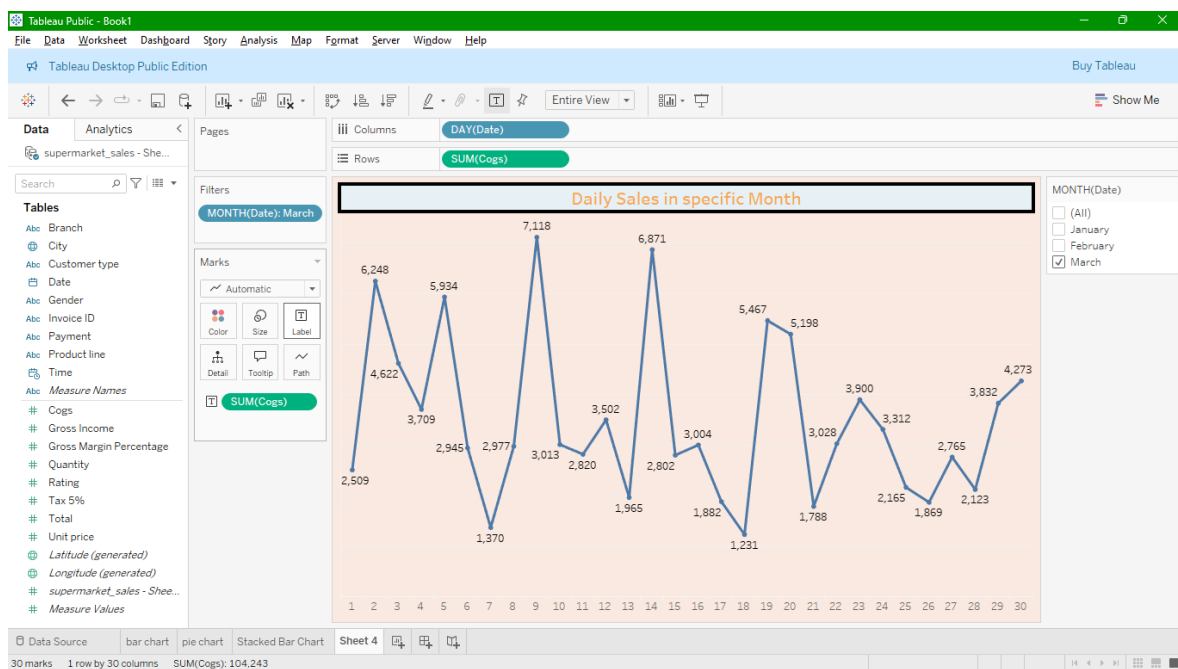 Tableau Public - Book1
File Data Worksheet Dashboard Story Analysis Map Format Server Window Help
Tableau Desktop Public Edition
Buy Tableau
Entire View
Show Me
Data Analytics
supermarket_sales - She...
Search
Tables
Abc Branch
City
Abc Customer type
Date
Abc Gender
Abc Invoice ID
Abc Payment
Abc Product line
Time
Abc Measure Names
# Cogs
# Gross Income
# Gross Margin Percentage
# Quantity
# Rating
# Tax 5%
# Total
# Unit price
Latitude (generated)
Longitude (generated)
# supermarket_sales - Shee...
# Measure Values
Pages
Filters
MONTH(Date): March
Marks
Automatic
Color Size Label
Detail Tooltip Path
SUM(Cogs)
Columns DAY(Date)
Rows SUM(Cogs)
Daily Sales in specific Month
2,509
6,248
4,622
3,709
5,934
2,945
1,370
2,977
7,118
3,013
2,820
3,502
1,965
6,871
2,802
3,004
1,882
1,231
5,467
5,198
1,788
3,028
3,900
3,312
2,165
1,869
2,765
2,123
3,832
4,273
1 2 3 4 5 6 7 8 9 10 11 12 13 14 15 16 17 18 19 20 21 22 23 24 25 26 27 28 29 30
MONTH(Date)
(All)
January
February
March
Data Source bar chart pie chart Stacked Bar Chart Sheet 4
30 marks 1 row by 30 columns SUM(Cogs): 104,243